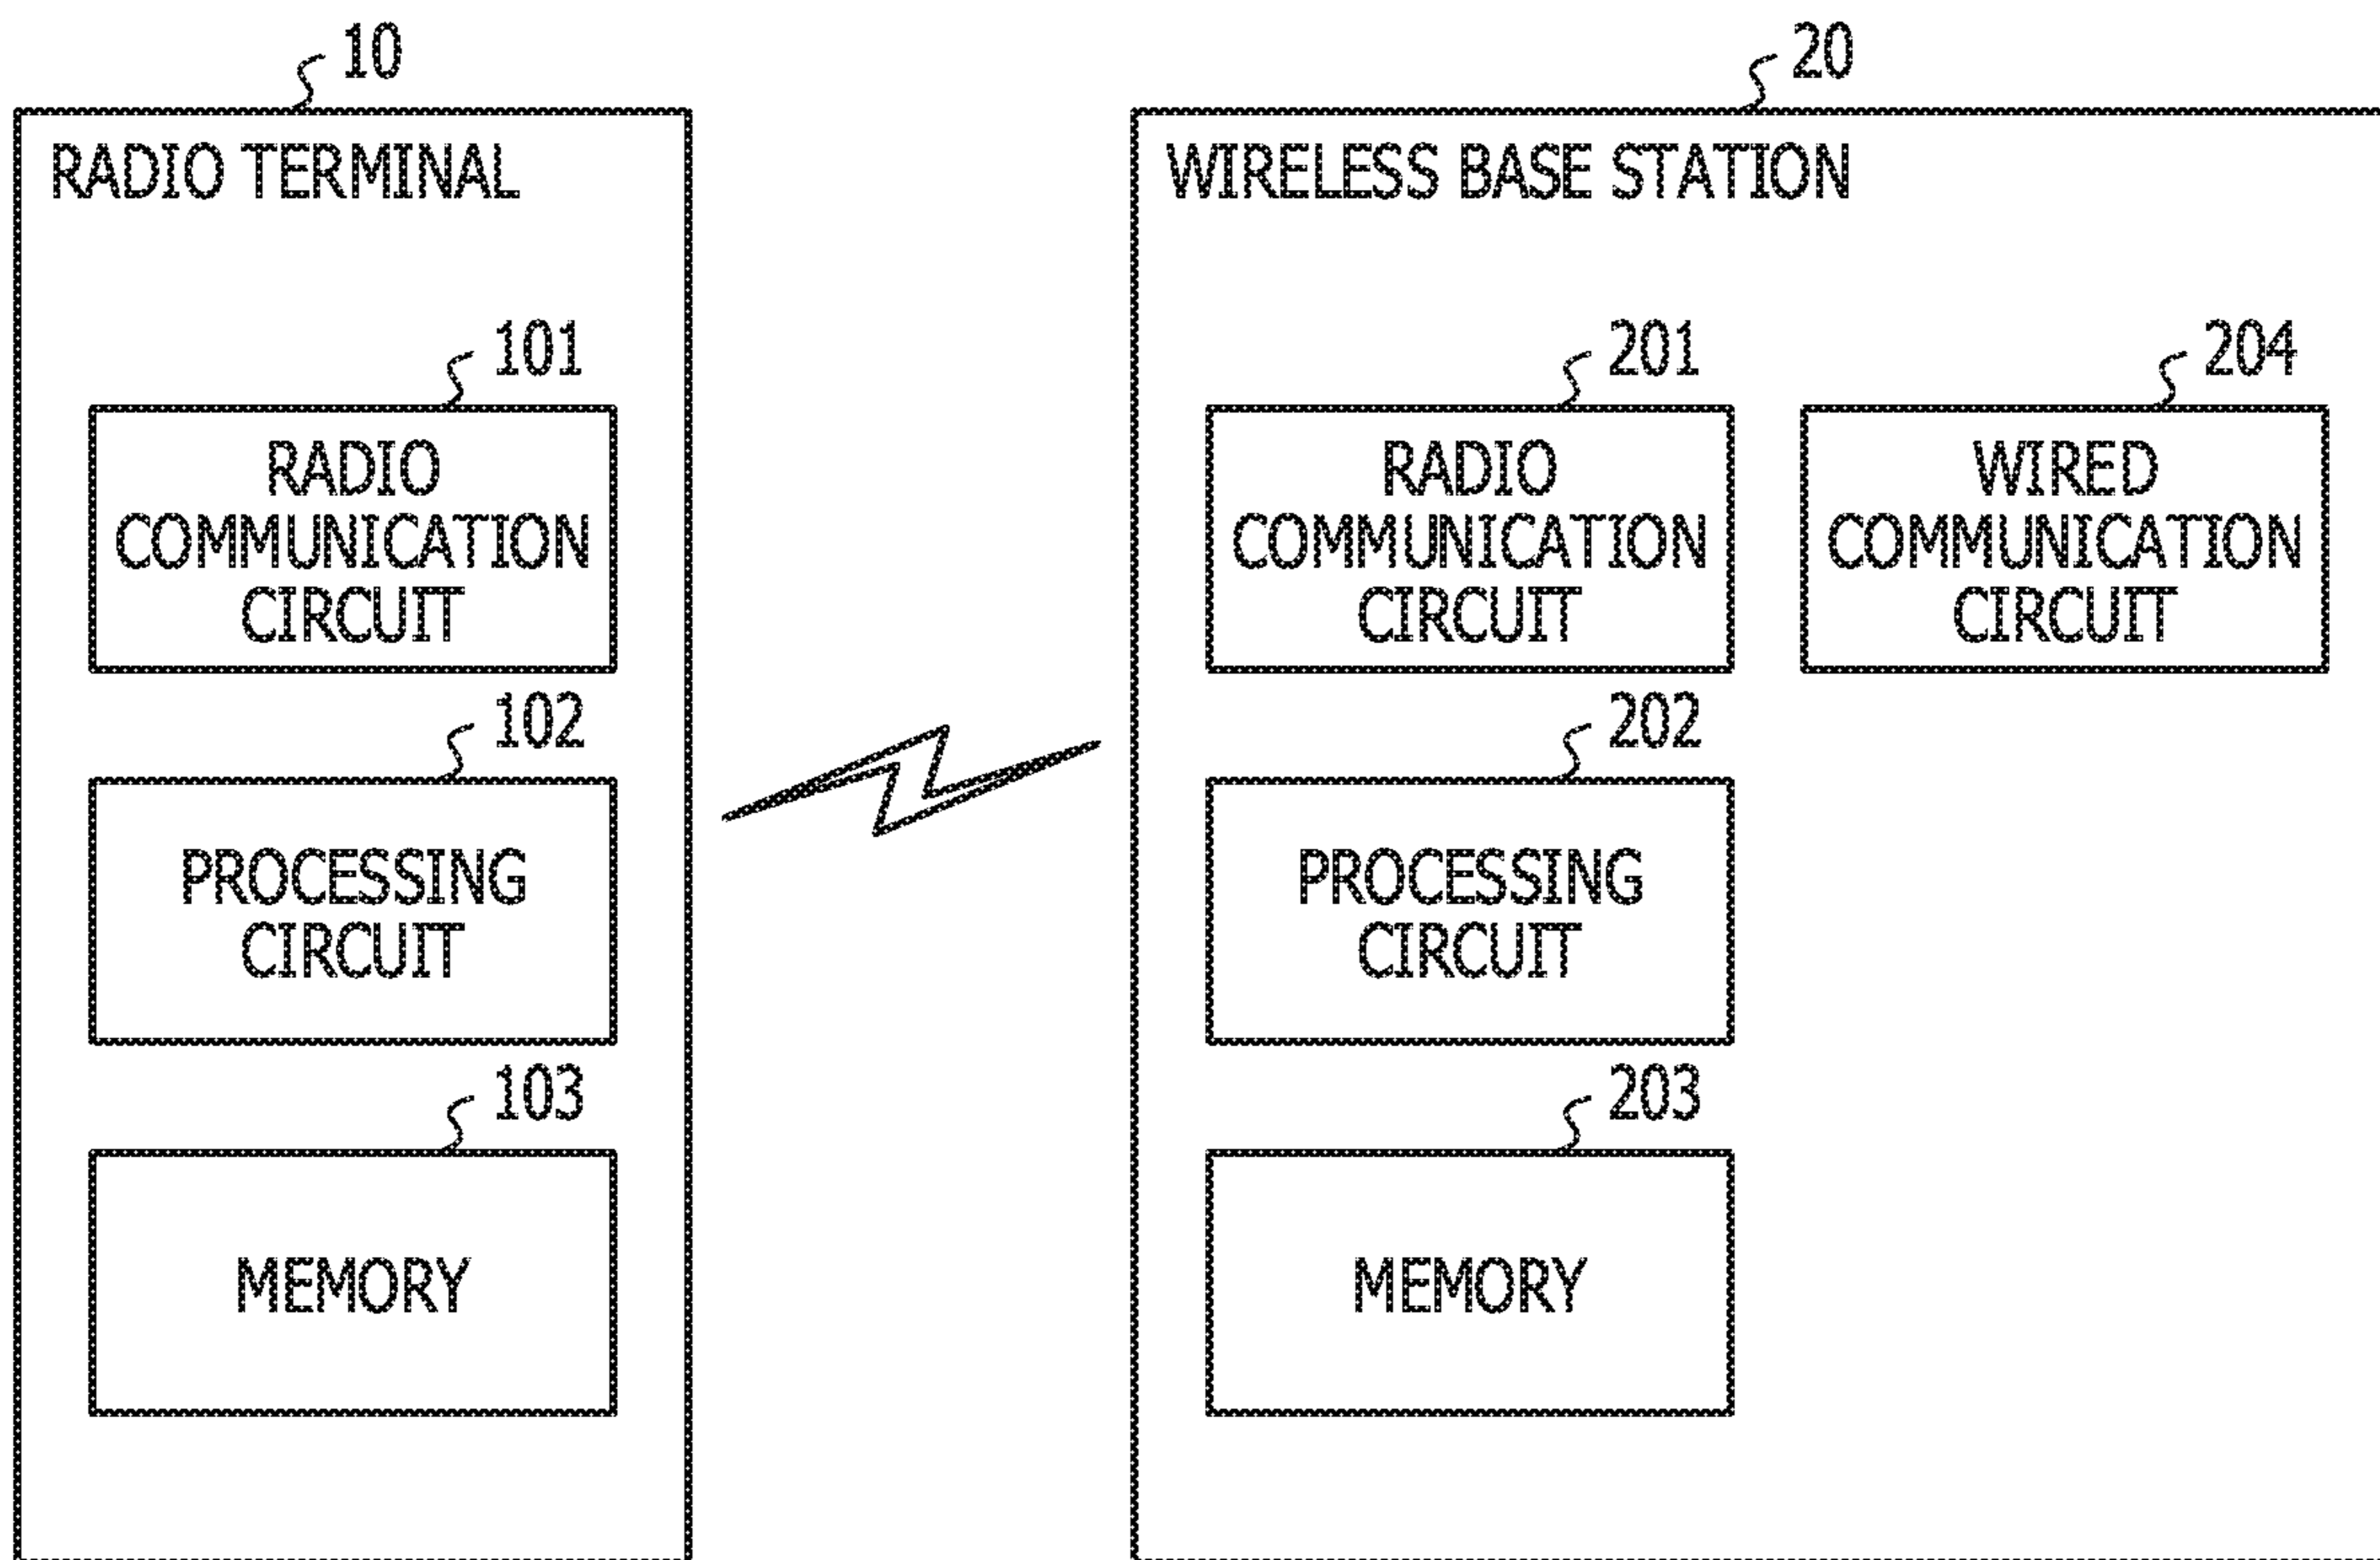 10
RADIO TERMINAL
101
RADIO
COMMUNICATION
CIRCUIT
102
PROCESSING
CIRCUIT
103
MEMORY
20
WIRELESS BASE STATION
201
RADIO
COMMUNICATION
CIRCUIT
204
WIRED
COMMUNICATION
CIRCUIT
202
PROCESSING
CIRCUIT
203
MEMORY